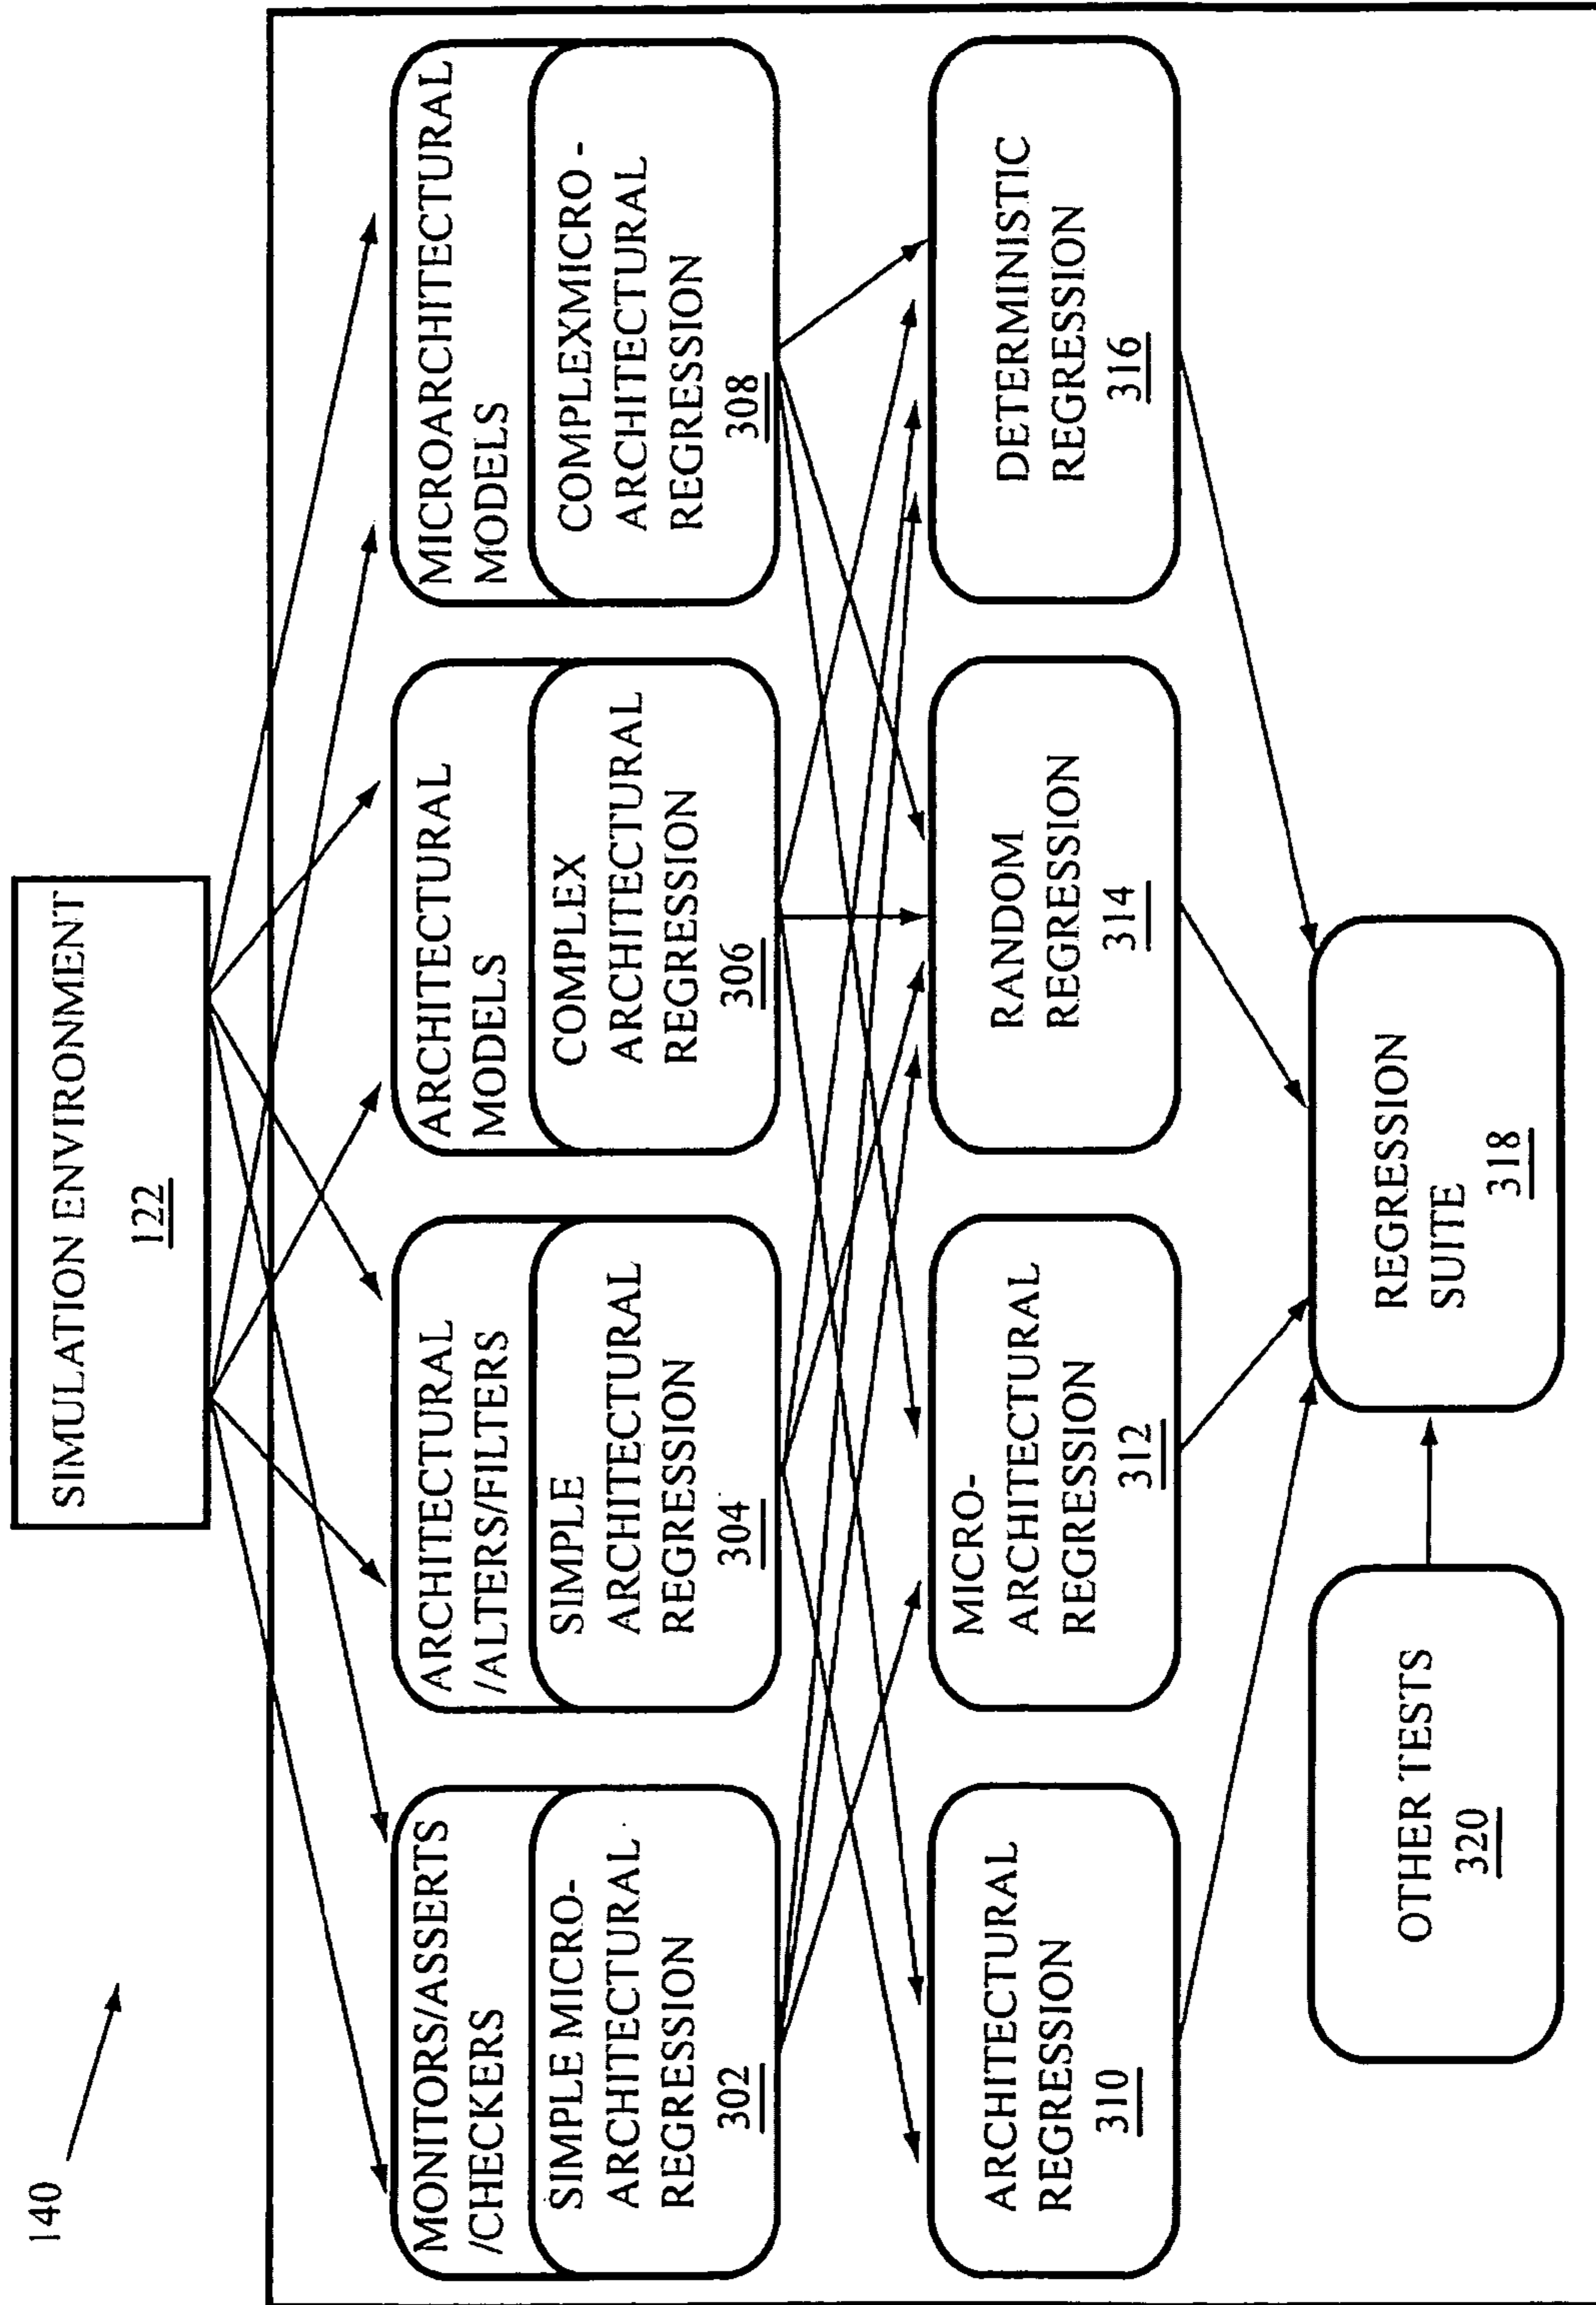 140
SIMULATION ENVIRONMENT
122
MONITORS/ASSERTS
/CHECKERS
SIMPLE MICRO-
ARCHITECTURAL
REGRESSION
302
ARCHITECTURAL
/ALTERS/FILTERS
SIMPLE
ARCHITECTURAL
REGRESSION
304
ARCHITECTURAL
MODELS
COMPLEX
ARCHITECTURAL
REGRESSION
306
MICROARCHITECTURAL
MODELS
COMPLEXMICRO-
ARCHITECTURAL
REGRESSION
308
ARCHITECTURAL
REGRESSION
310
MICRO-
ARCHITECTURAL
REGRESSION
312
RANDOM
REGRESSION
314
DETERMINISTIC
REGRESSION
316
OTHER TESTS
320
REGRESSION
SUITE
318